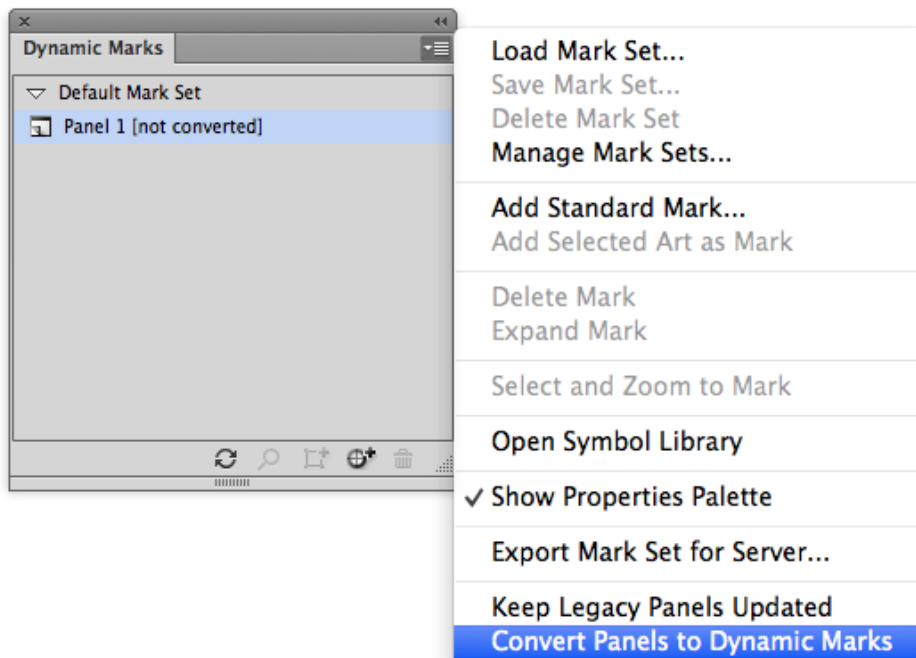 Dynamic Marks
Default Mark Set
Panel 1 [not converted]
Load Mark Set...
Save Mark Set...
Delete Mark Set
Manage Mark Sets...
Add Standard Mark...
Add Selected Art as Mark
Delete Mark
Expand Mark
Select and Zoom to Mark
Open Symbol Library
Show Properties Palette
Export Mark Set for Server...
Keep Legacy Panels Updated
Convert Panels to Dynamic Marks